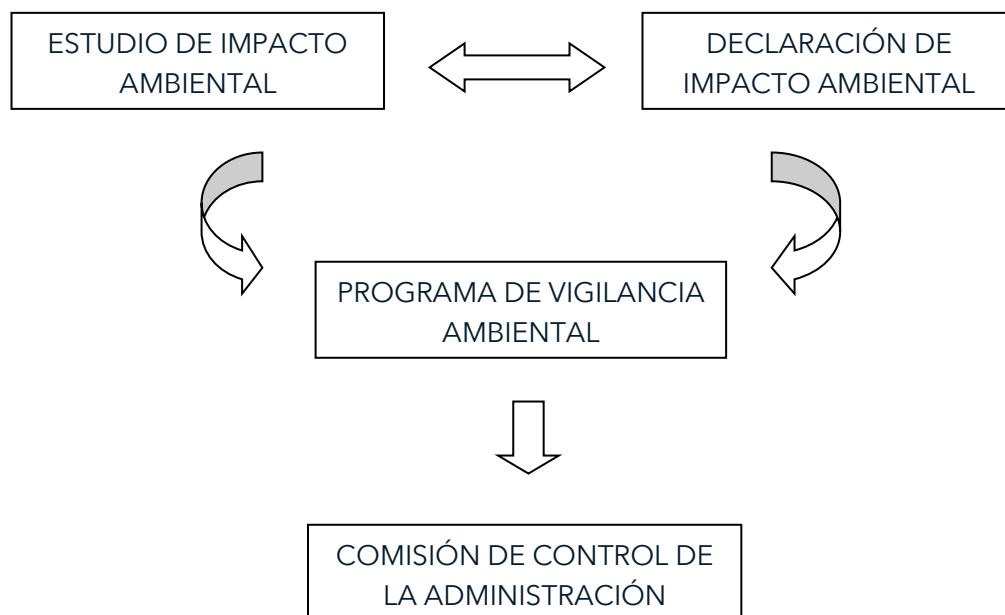 ESTUDIO DE IMPACTO
AMBIENTAL
DECLARACIÓN DE
IMPACTO AMBIENTAL
PROGRAMA DE VIGILANCIA
AMBIENTAL
COMISIÓN DE CONTROL DE
LA ADMINISTRACIÓN